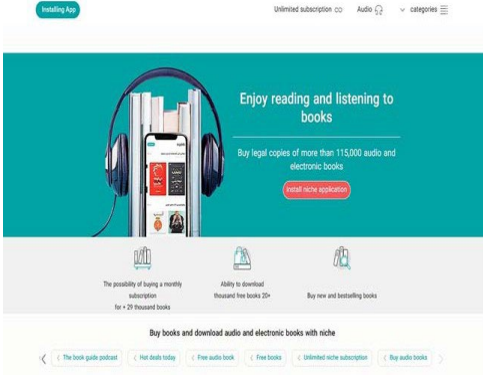 Installing App
Unlimited subscription
Audio
categories
Enjoy reading and listening to
books
Buy legal copies of more than 115,000 audio and
electronic books
Install niche application
The possibility of buying a monthly
subscription
for + 29 thousand books
Ability to download
thousand free books 20+
Buy new and bestselling books
Buy books and download audio and electronic books with niche
The book guide podcast
Hot deals today
Free audio book
Free books
Unlimited niche subscription
Buy audio books